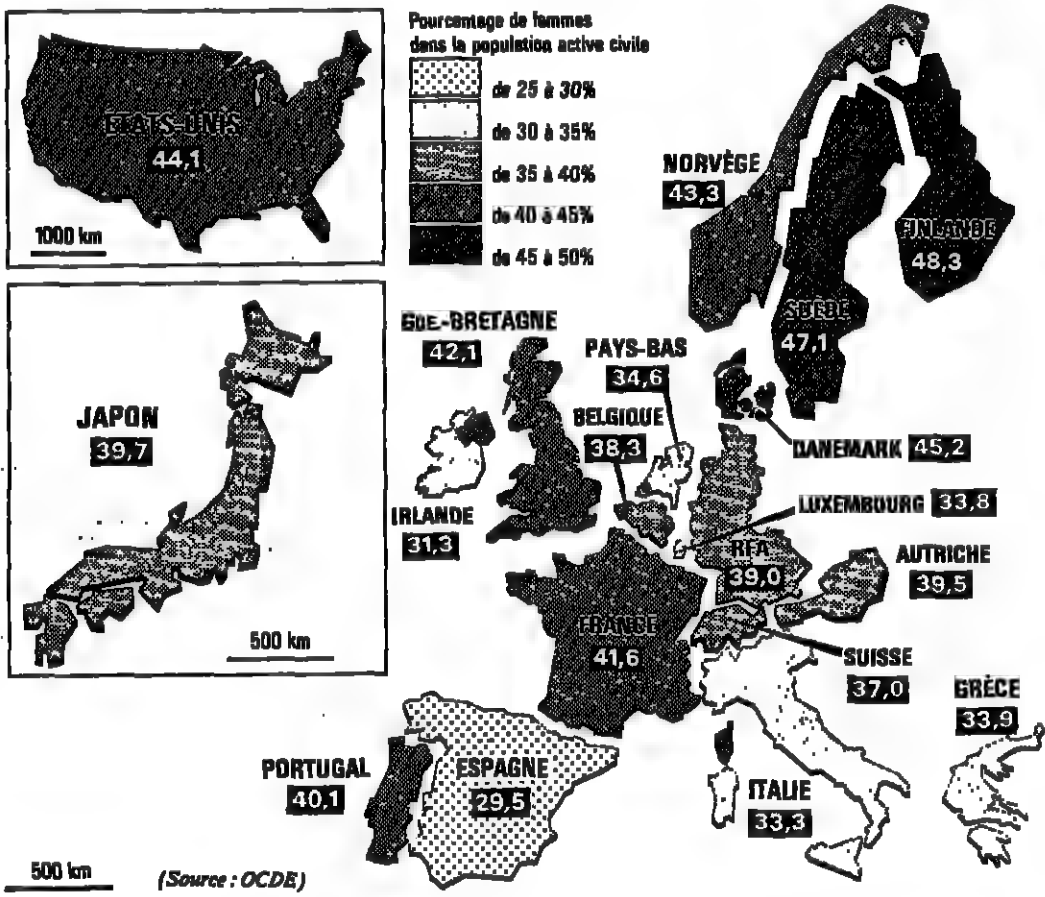 Pourcentage de femmes
dans la population active civile
de 25 à 30%
de 30 à 35%
de 35 à 40%
de 40 à 45%
de 45 à 50%
ÉTATS-UNIS
44,1
1000 km
NORVÈGE
43,3
FINLANDE
48,3
SUÈDE
47,1
GDE-BRETAGNE
42,1
PAYS-BAS
34,6
JAPON
39,7
BELGIQUE
38,3
DANEMARK 45,2
LUXEMBOURG 33,8
IRLANDE
31,3
RFA
39,0
AUTRICHE
39,5
FRANCE
41,6
500 km
SUISSE
37,0
GRÈCE
33,9
PORTUGAL
40,1
ESPAGNE
29,5
ITALIE
33,3
500 km
(Source : OCDE)